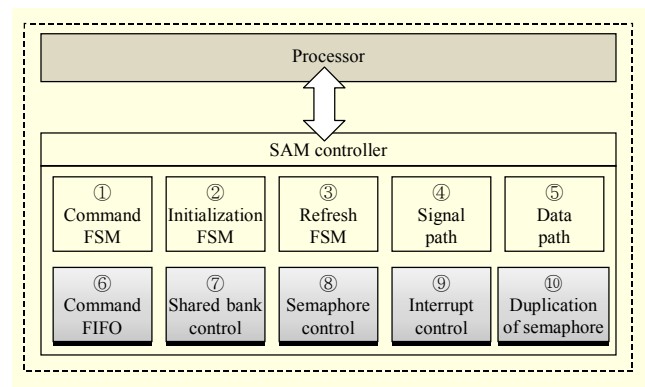 Processor
SAM controller
①
Command
FSM
②
Initialization
FSM
③
Refresh
FSM
④
Signal
path
⑤
Data
path
⑥
Command
FIFO
⑦
Shared bank
control
⑧
Semaphore
control
⑨
Interrupt
control
⑩
Duplication
of semaphore